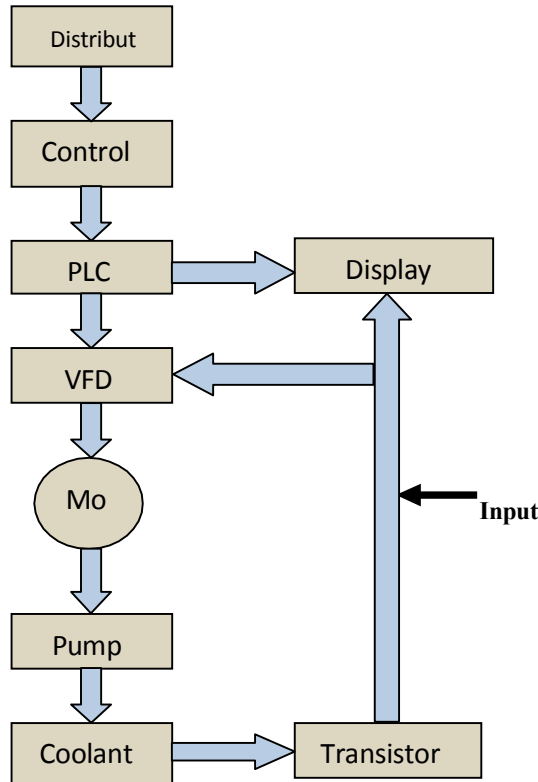 Distribut
Control
PLC
Display
VFD
Mo
Input
Pump
Coolant
Transistor